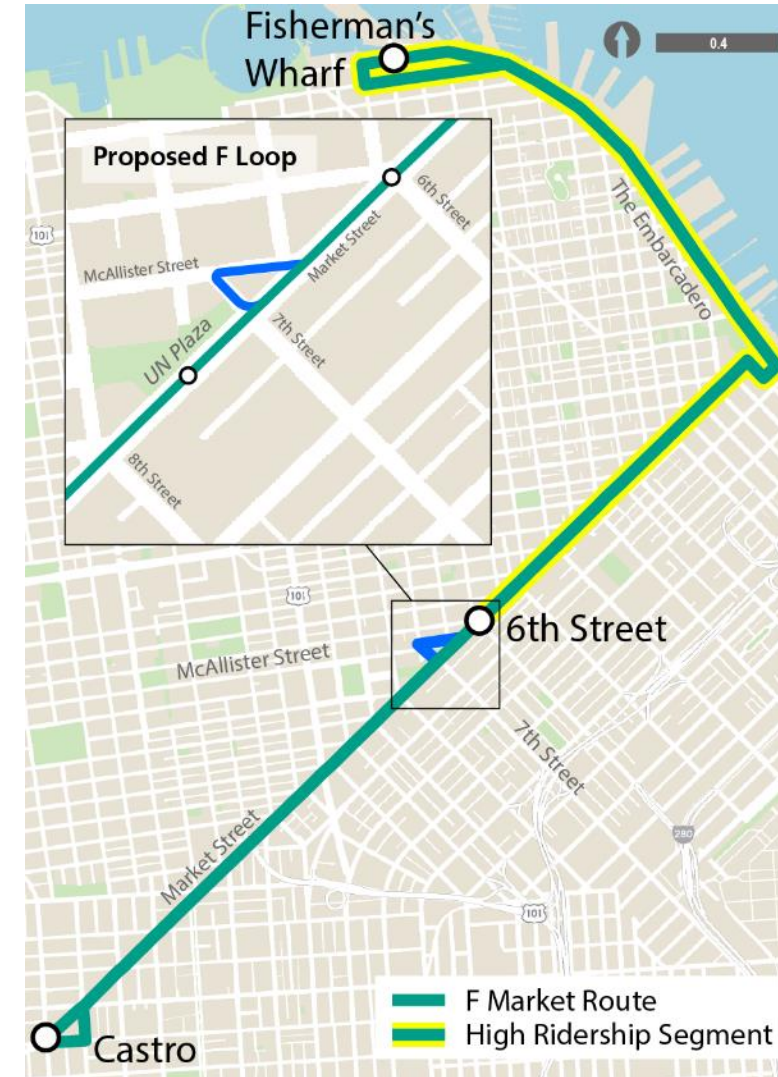 Fisherman's
Wharf
0.4
Proposed F Loop
6th Street
Market Street
McAllister Street
101
UN Plaza
7th Street
8th Street
The Embarcadero
101
6th Street
McAllister Street
7th Street
Market Street
280
101
Castro
F Market Route
High Ridership Segment